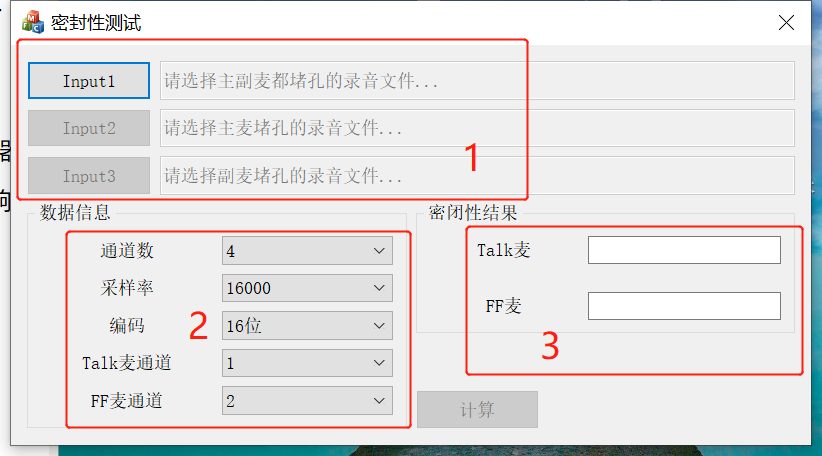 密封性测试
Input1 请选择主副麦都堵孔的录音文件...
Input2 请选择主麦堵孔的录音文件...
Input3 请选择副麦堵孔的录音文件...
1
器
向
数据信息
通道数 4
采样率 16000
编码 16位
Talk麦通道 1
FF麦通道 2
2
密闭性结果
Talk麦
FF麦
3
计算